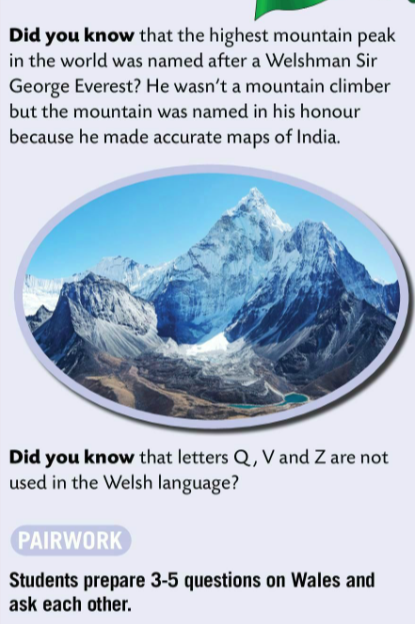 Did you know that the highest mountain peak
in the world was named after a Welshman Sir
George Everest? He wasn't a mountain climber
but the mountain was named in his honour
because he made accurate maps of India.
Did you know that letters Q, V and Z are not
used in the Welsh language?
PAIRWORK
Students prepare 3-5 questions on Wales and
ask each other.